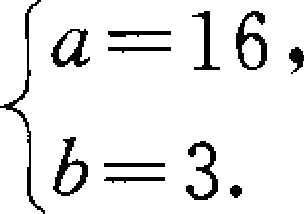 a=16,
b=3.